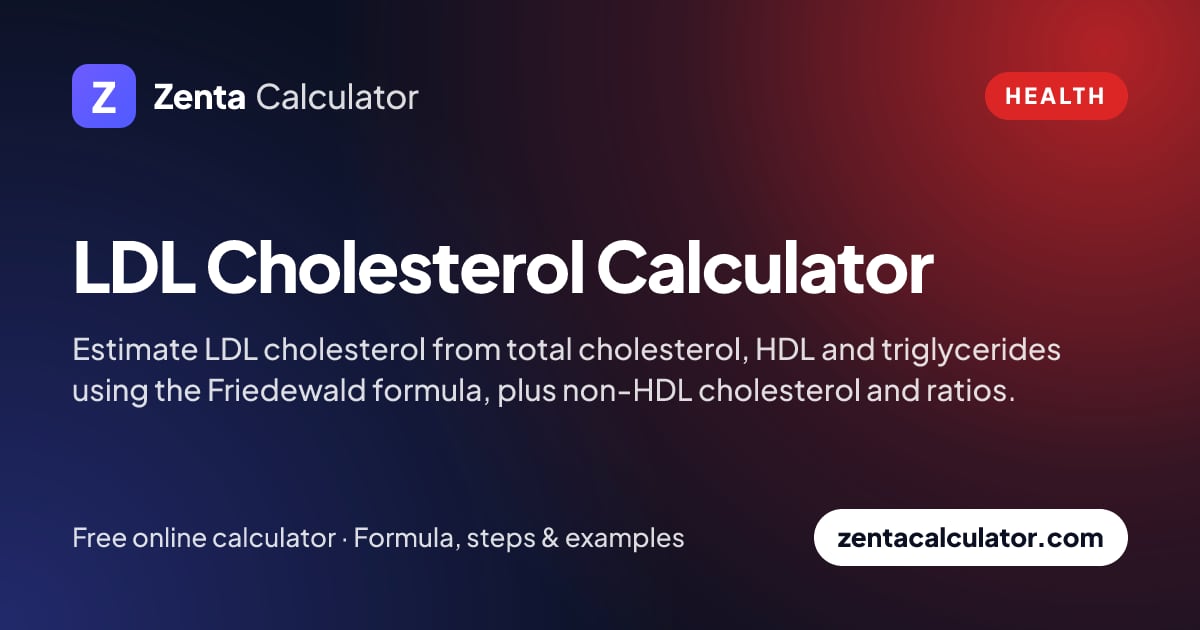 Z
Zenta Calculator
HEALTH
LDL Cholesterol Calculator
Estimate LDL cholesterol from total cholesterol, HDL and triglycerides
using the Friedewald formula, plus non-HDL cholesterol and ratios.
Free online calculator · Formula, steps & examples
zentacalculator.com